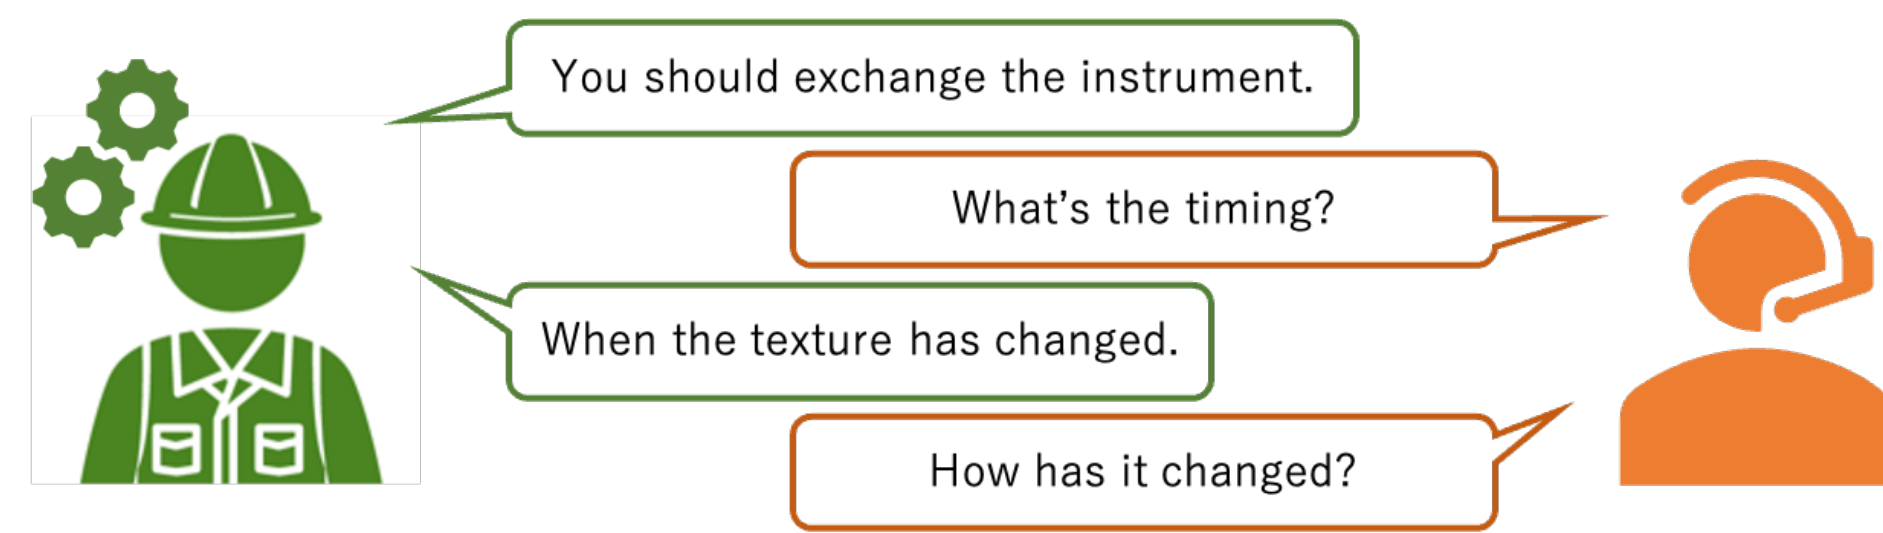 You should exchange the instrument.
What’s the timing?
When the texture has changed.
How has it changed?